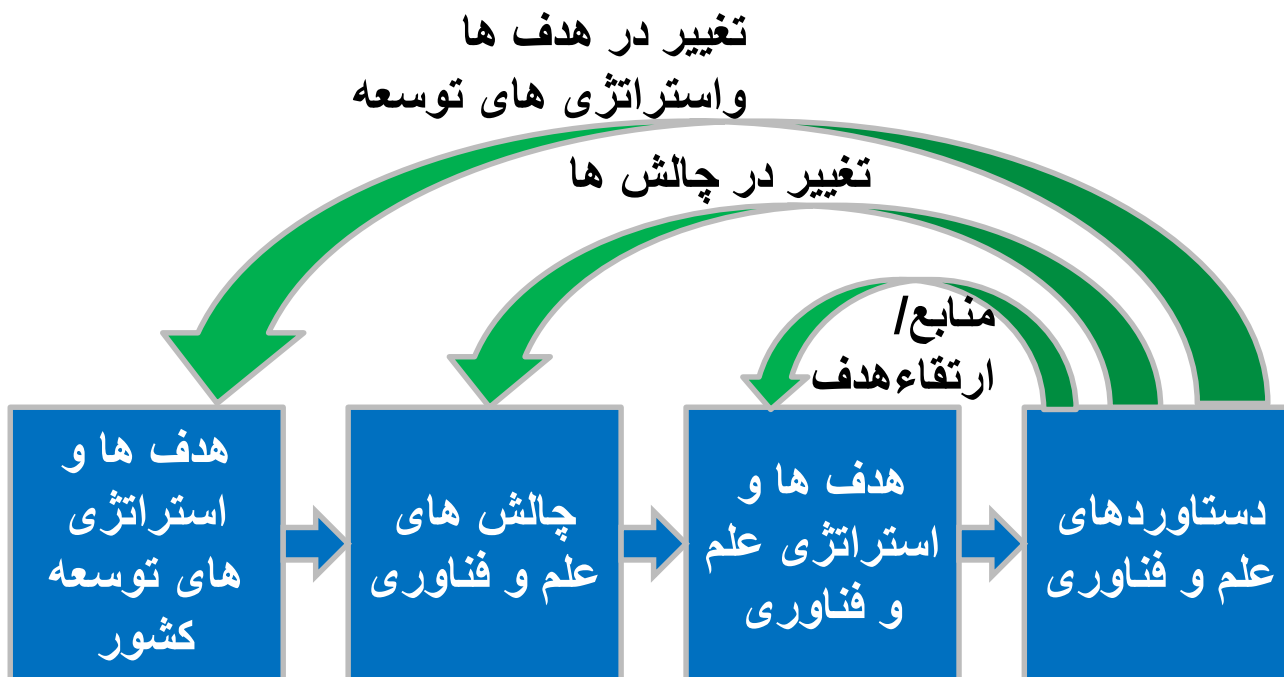 تغییر در هدف ها
واستراتژی های توسعه
تغییر در چالش ها
منابع/
ارتقاءهدف
هدف ها و
استراتژی
های توسعه
کشور
چالش های
علم و فناوری
هدف ها و
استراتژی علم
و فناوری
دستاوردهای
علم و فناوری